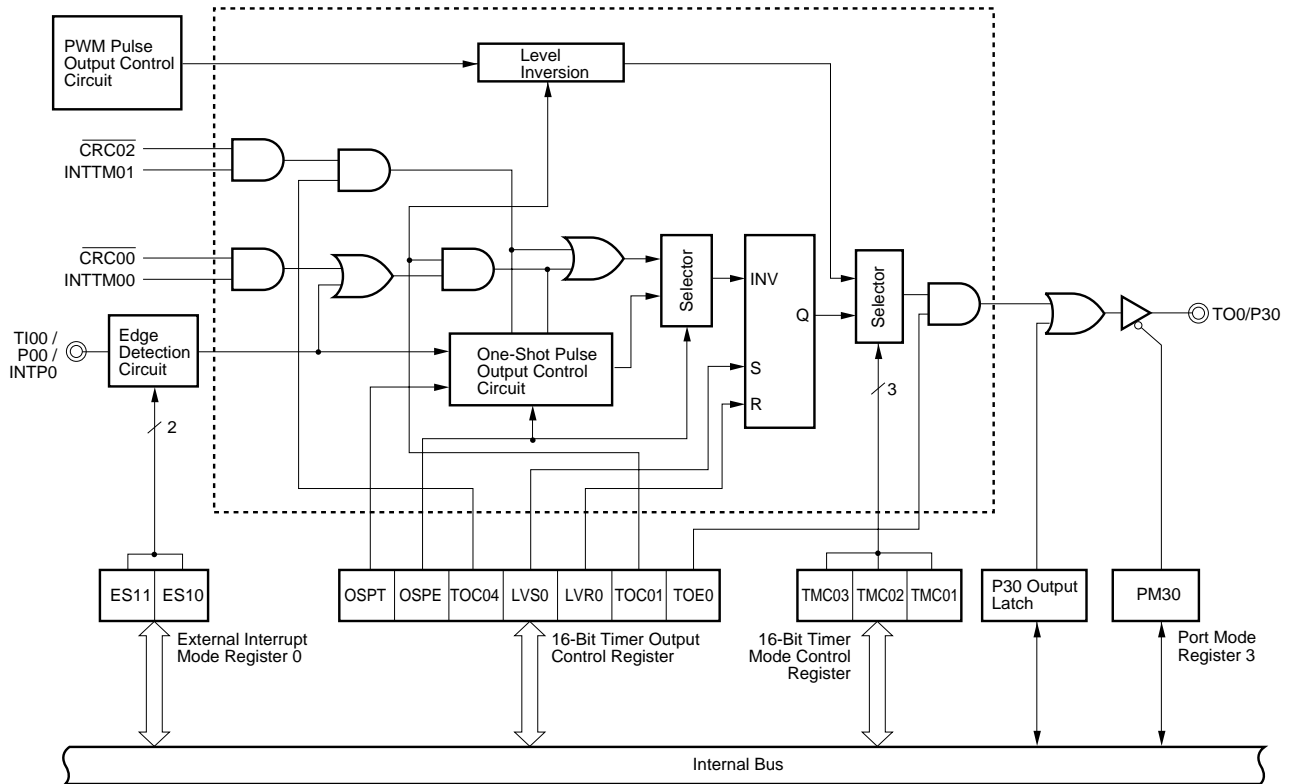 PWM Pulse
Output Control
Circuit
Level
Inversion
CRC02
INTTM01
CRC00
INTTM00
Selector
INV
Q
S
R
Selector
TO0/P30
TI00 /
P00 /
INTP0
Edge
Detection
Circuit
One-Shot Pulse
Output Control
Circuit
2
3
ES11 ES10
OSPT OSPE TOC04 LVS0 LVR0 TOC01 TOE0
TMC03 TMC02 TMC01
P30 Output
Latch
PM30
External Interrupt
Mode Register 0
16-Bit Timer Output
Control Register
16-Bit Timer
Mode Control
Register
Port Mode
Register 3
Internal Bus